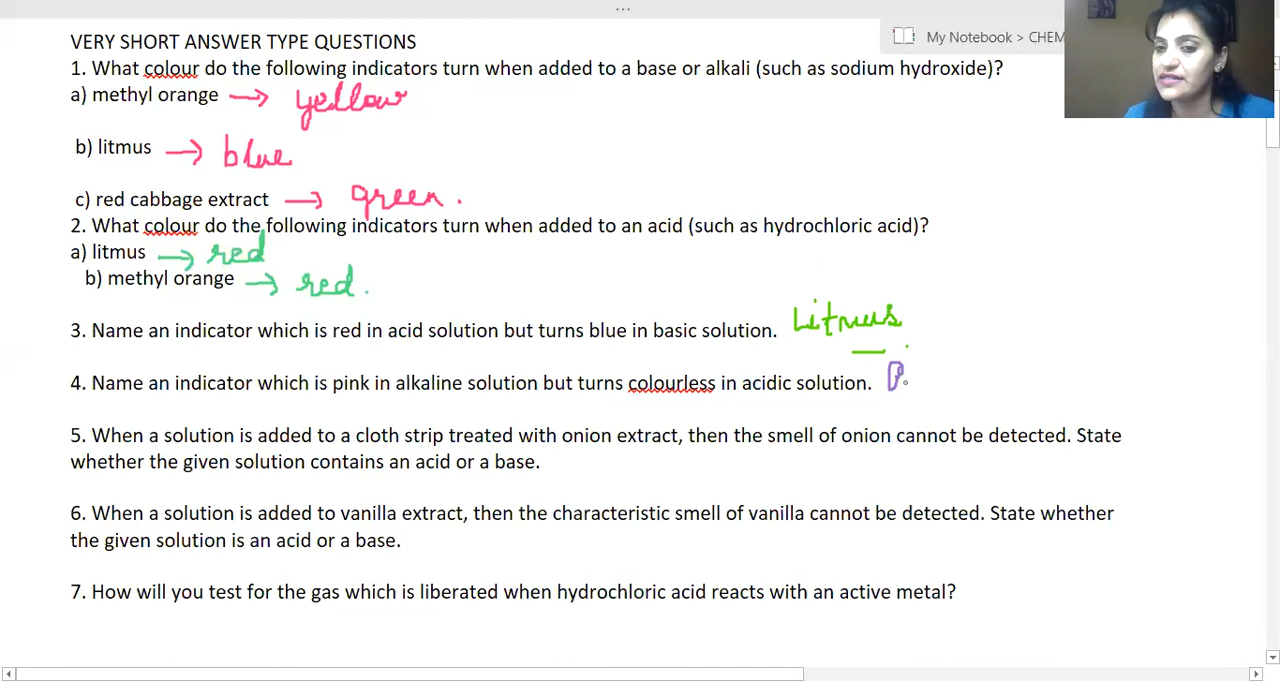 ...
My Notebook > CHEM
VERY SHORT ANSWER TYPE QUESTIONS
1. What colour do the following indicators turn when added to a base or alkali (such as sodium hydroxide)?
a) methyl orange → yellow
b) litmus → blue
c) red cabbage extract → green.
2. What colour do the following indicators turn when added to an acid (such as hydrochloric acid)?
a) litmus → red
b) methyl orange → red.
3. Name an indicator which is red in acid solution but turns blue in basic solution. Litmus
4. Name an indicator which is pink in alkaline solution but turns colourless in acidic solution. P
5. When a solution is added to a cloth strip treated with onion extract, then the smell of onion cannot be detected. State
whether the given solution contains an acid or a base.
6. When a solution is added to vanilla extract, then the characteristic smell of vanilla cannot be detected. State whether
the given solution is an acid or a base.
7. How will you test for the gas which is liberated when hydrochloric acid reacts with an active metal?